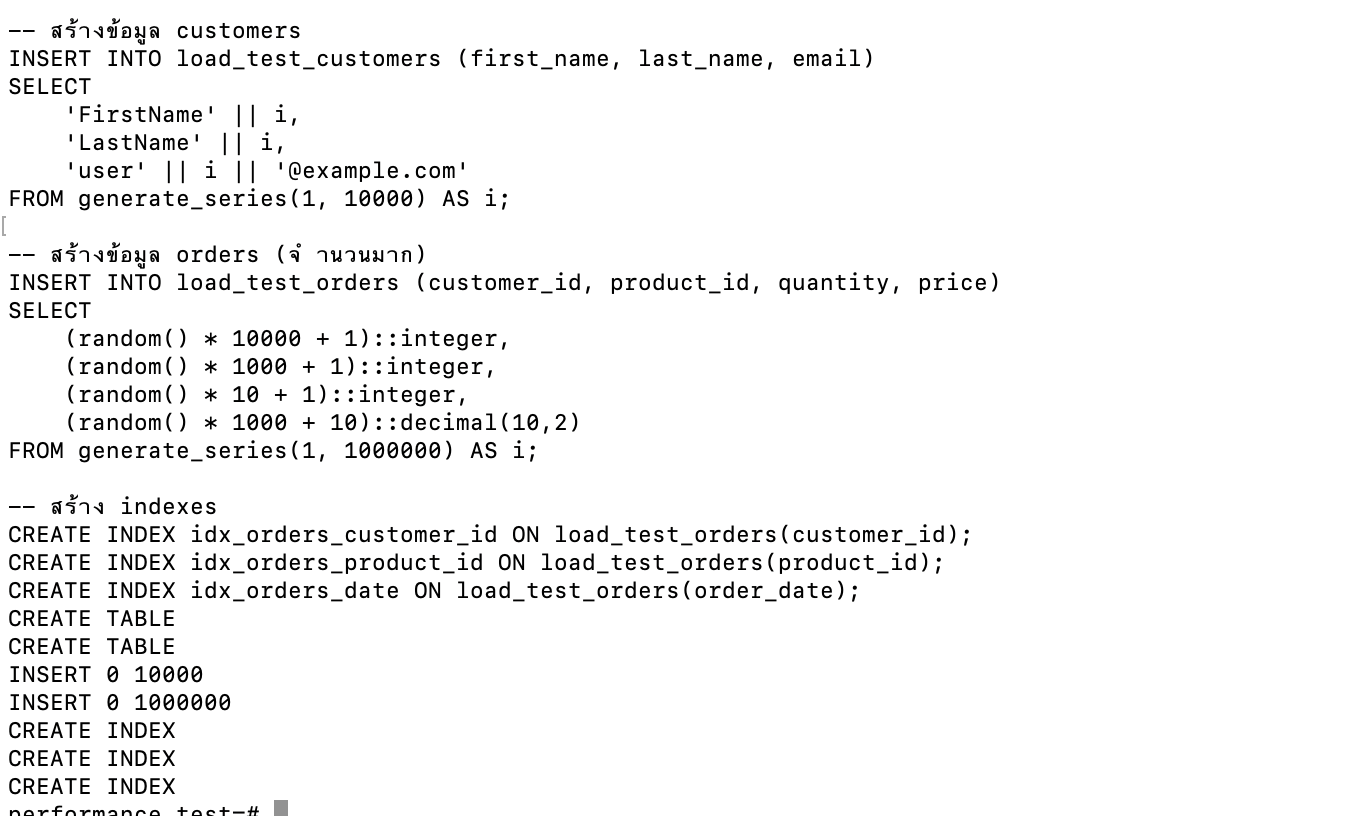 -- สร้างข้อมูล customers
INSERT INTO load_test_customers (first_name, last_name, email)
SELECT
    'FirstName' || i,
    'LastName' || i,
    'user' || i || '@example.com'
FROM generate_series(1, 10000) AS i;
[
-- สร้างข้อมูล orders (จํ านวนมาก)
INSERT INTO load_test_orders (customer_id, product_id, quantity, price)
SELECT
    (random() * 10000 + 1)::integer,
    (random() * 1000 + 1)::integer,
    (random() * 10 + 1)::integer,
    (random() * 1000 + 10)::decimal(10,2)
FROM generate_series(1, 1000000) AS i;

-- สร้าง indexes
CREATE INDEX idx_orders_customer_id ON load_test_orders(customer_id);
CREATE INDEX idx_orders_product_id ON load_test_orders(product_id);
CREATE INDEX idx_orders_date ON load_test_orders(order_date);
CREATE TABLE
CREATE TABLE
INSERT 0 10000
INSERT 0 1000000
CREATE INDEX
CREATE INDEX
CREATE INDEX
performance_test=#